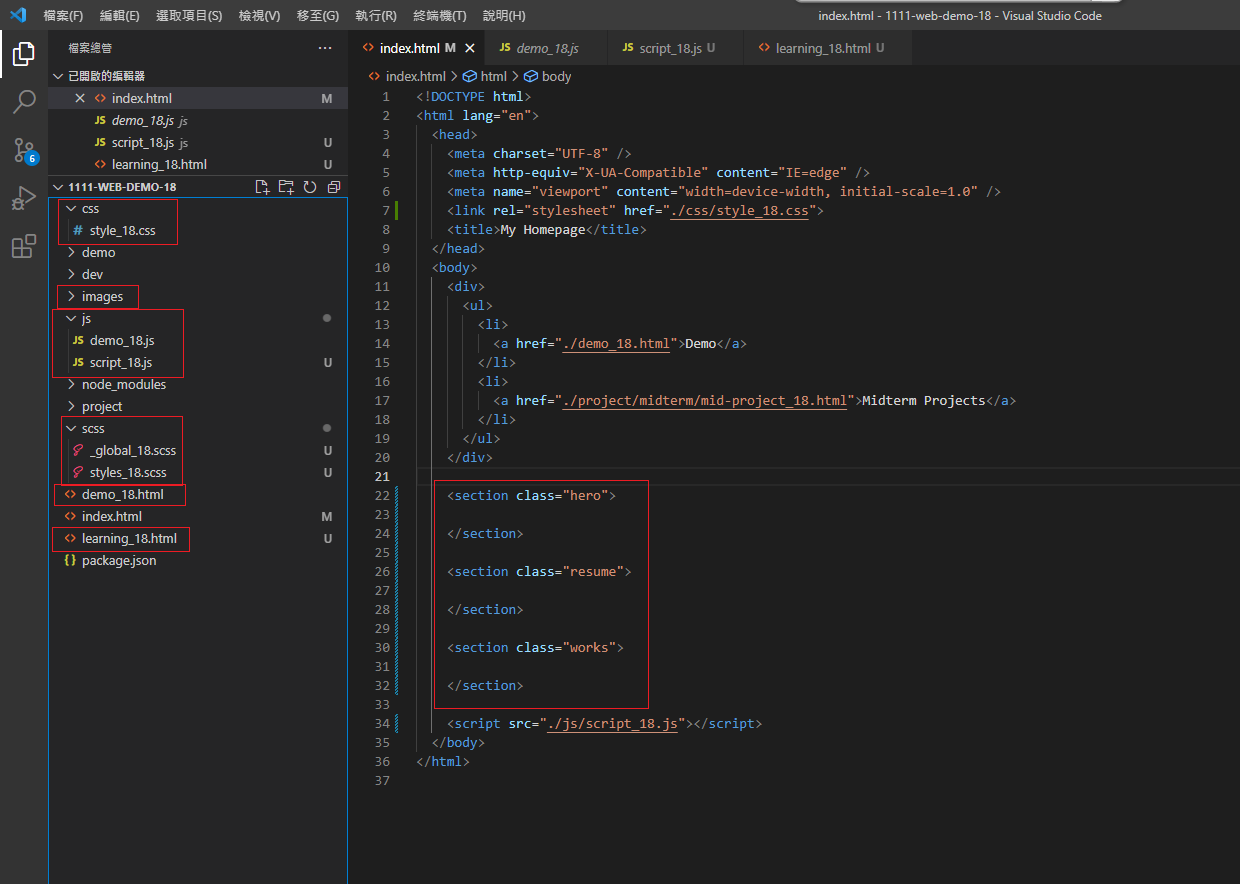 檔案(F) 編輯(E) 選取項目(S) 檢視(V) 移至(G) 執行(R) 終端機(T) 說明(H) index.html - 1111-web-demo-18 - Visual Studio Code
檔案總管 ...
已開啟的編輯器
index.html M
JS demo_18.js js
JS script_18.js js U
<> learning_18.html U
1111-WEB-DEMO-18
css
# style_18.css
demo
dev
images
js
JS demo_18.js
JS script_18.js U
node_modules
project
scss
_global_18.scss U
styles_18.scss U
<> demo_18.html
<> index.html M
<> learning_18.html U
{} package.json
6
<> index.html M JS demo_18.js JS script_18.js U <> learning_18.html U
<> index.html > html > body
1 <!DOCTYPE html>
2 <html lang="en">
3 <head>
4 <meta charset="UTF-8" />
5 <meta http-equiv="X-UA-Compatible" content="IE=edge" />
6 <meta name="viewport" content="width=device-width, initial-scale=1.0" />
7 <link rel="stylesheet" href="./css/style_18.css">
8 <title>My Homepage</title>
9 </head>
10 <body>
11 <div>
12 <ul>
13 <li>
14 <a href="./demo_18.html">Demo</a>
15 </li>
16 <li>
17 <a href="./project/midterm/mid-project_18.html">Midterm Projects</a>
18 </li>
19 </ul>
20 </div>
21
22 <section class="hero">
23
24 </section>
25
26 <section class="resume">
27
28 </section>
29
30 <section class="works">
31
32 </section>
33
34 <script src="./js/script_18.js"></script>
35 </body>
36 </html>
37